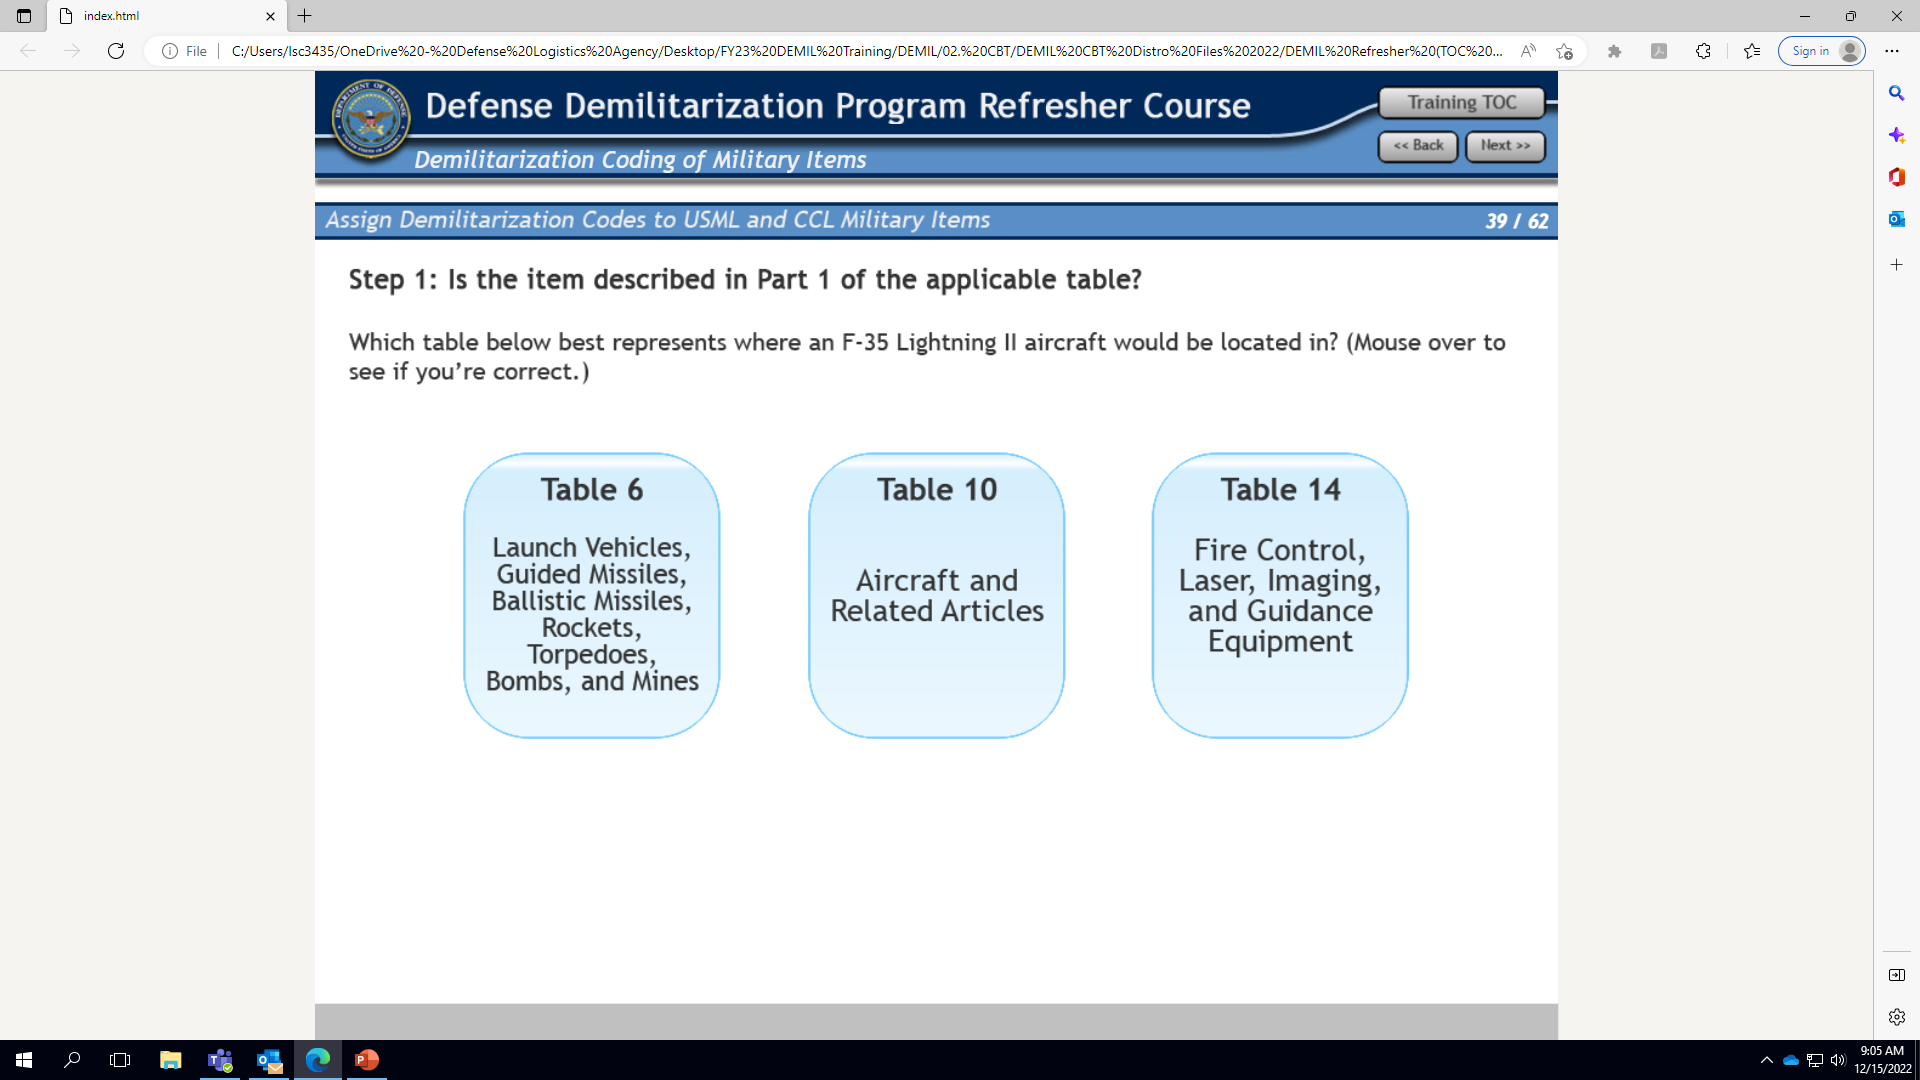 index.html
File
C:/Users/lsc3435/OneDrive%20-%20Defense%20Logistics%20Agency/Desktop/FY23%20DEMIL%20Training/DEMIL/02.%20CBT/DEMIL%20CBT%20Distro%20Files%202022/DEMIL%20Refresher%20(TOC%20...
Sign in
Defense Demilitarization Program Refresher Course
Training TOC
<< Back
Next >>
Demilitarization Coding of Military Items
Assign Demilitarization Codes to USML and CCL Military Items
39 / 62
Step 1: Is the item described in Part 1 of the applicable table?
Which table below best represents where an F-35 Lightning II aircraft would be located in? (Mouse over to
see if you’re correct.)
Table 6
Launch Vehicles,
Guided Missiles,
Ballistic Missiles,
Rockets,
Torpedoes,
Bombs, and Mines
Table 10
Aircraft and
Related Articles
Table 14
Fire Control,
Laser, Imaging,
and Guidance
Equipment
9:05 AM
12/15/2022